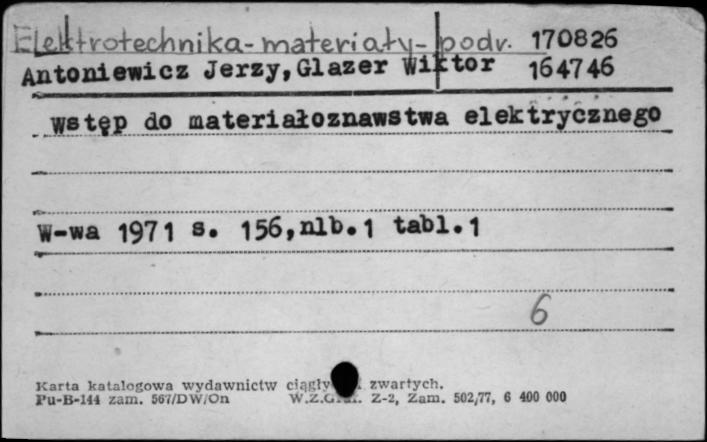 Elektrotechnika-materiały-podr. 170826
Antoniewicz Jerzy, Glazer Wiktor 164746
Wstęp do materiałoznawstwa elektrycznego
W-wa 1971 s. 156,nlb.1 tabl.1
6
Karta katalogowa wydawnictw zwartych.
Pu-B-144 zam. 567/DW/On W.Z.Graf. Z-2, Zam. 502/77, 6 400 000